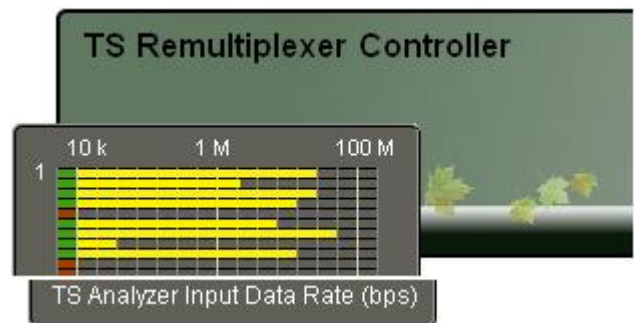 TS Remultiplexer Controller
10 k 1 M 100 M
1
TS Analyzer Input Data Rate (bps)